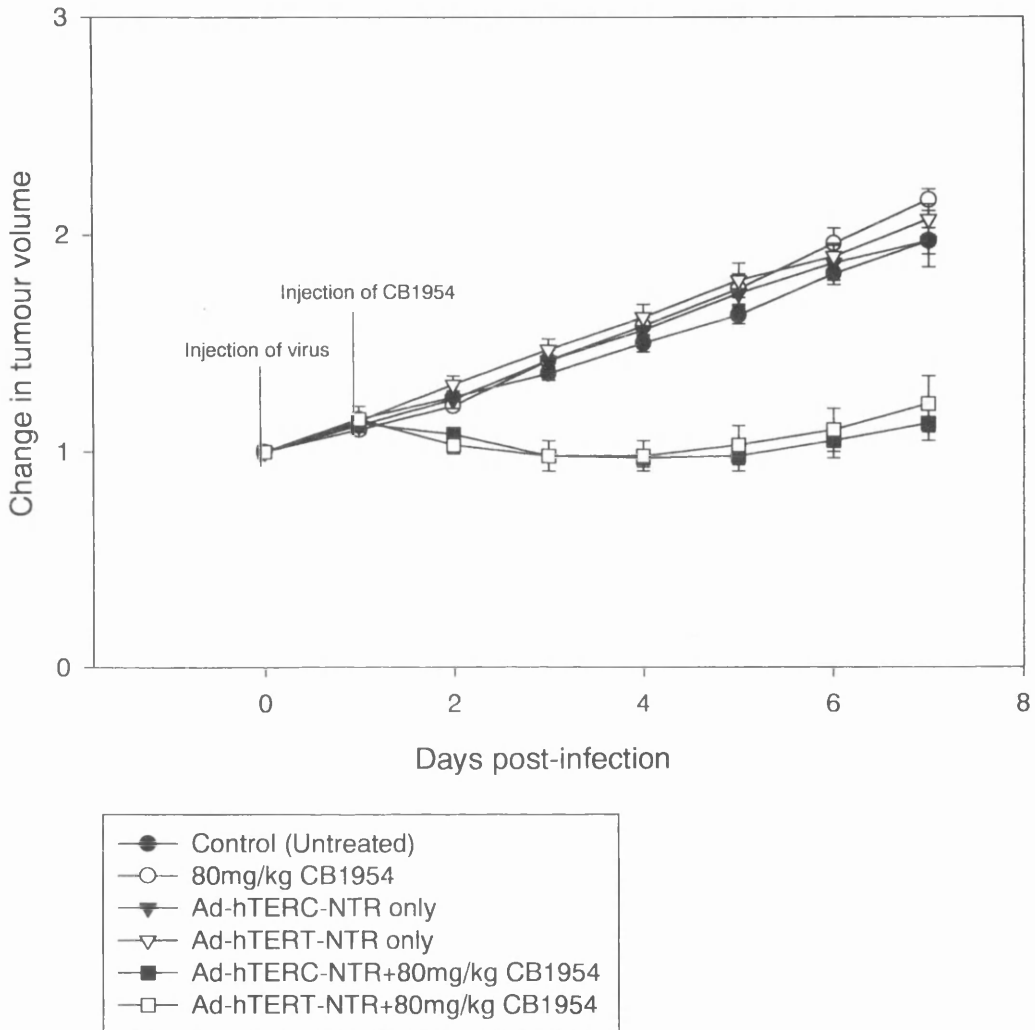 3
2
1
0
Change in tumour volume
Injection of CB1954
Injection of virus
0 2 4 6 8
Days post-infection
Control (Untreated)
80mg/kg CB1954
Ad-hTERC-NTR only
Ad-hTERT-NTR only
Ad-hTERC-NTR+80mg/kg CB1954
Ad-hTERT-NTR+80mg/kg CB1954